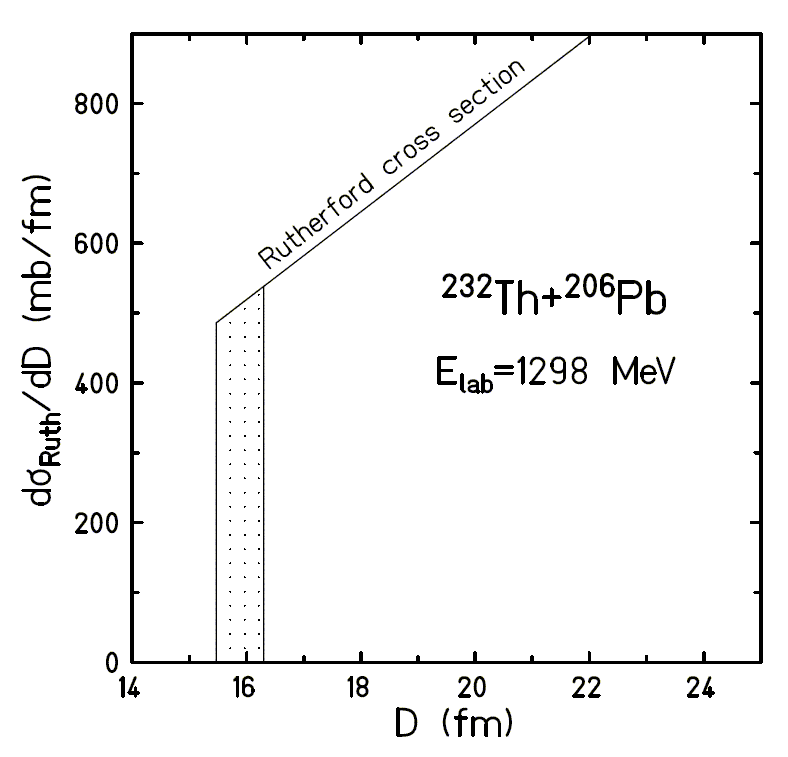 800
600
400
200
0
14 16 18 20 22 24
D (fm)
dσRuth/dD (mb/fm)
Rutherford cross section
232Th+206Pb
Elab=1298 MeV